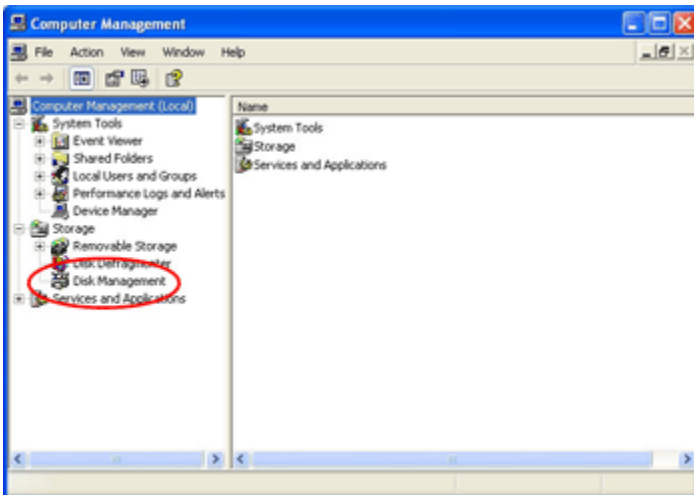 Computer Management
File Action View Window Help
Computer Management (Local)
System Tools
Event Viewer
Shared Folders
Local Users and Groups
Performance Logs and Alerts
Device Manager
Storage
Removable Storage
Disk Defragmenter
Disk Management
Services and Applications
Name
System Tools
Storage
Services and Applications